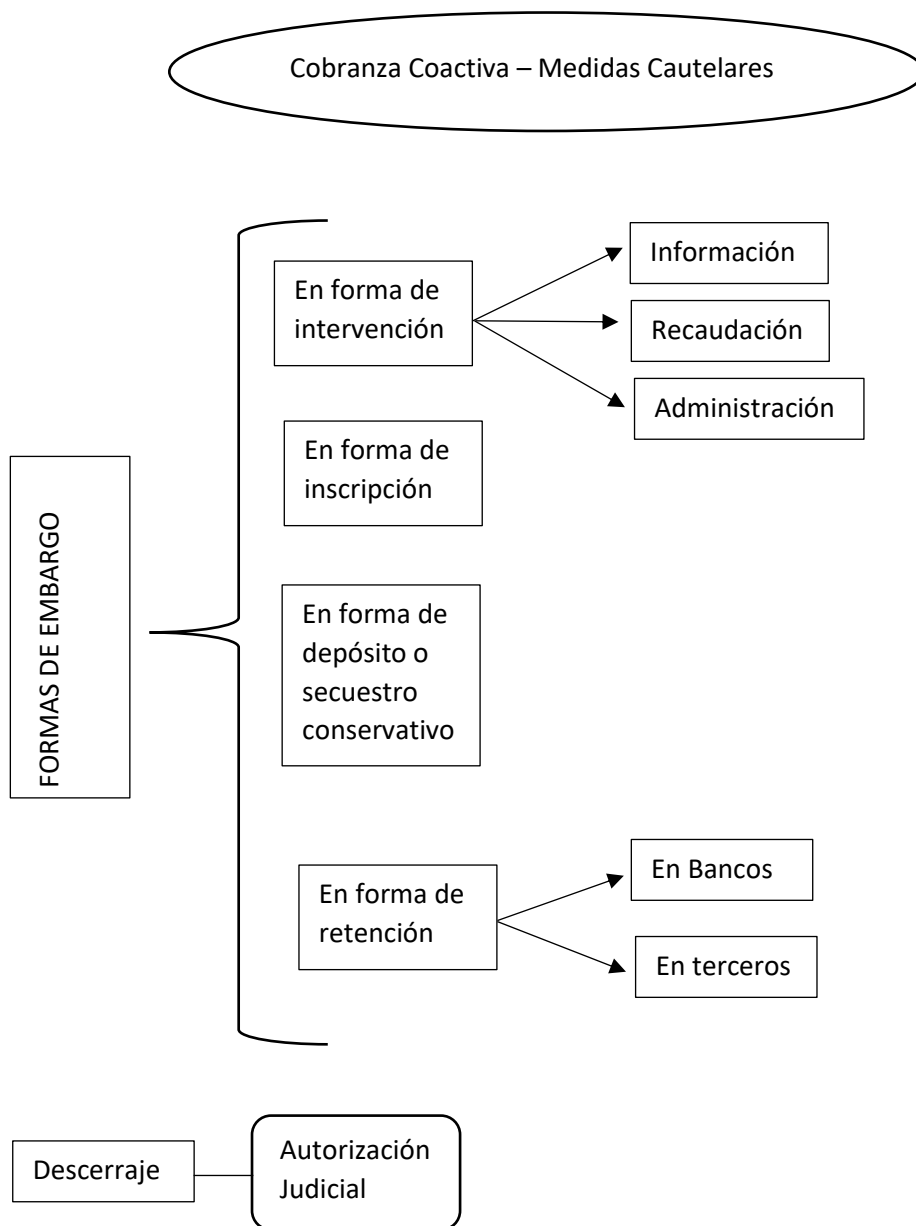 Cobranza Coactiva – Medidas Cautelares
FORMAS DE EMBARGO
En forma de
intervención
Información
Recaudación
Administración
En forma de
inscripción
En forma de
depósito o
secuestro
conservativo
En forma de
retención
En Bancos
En terceros
Descerraje
Autorización
Judicial